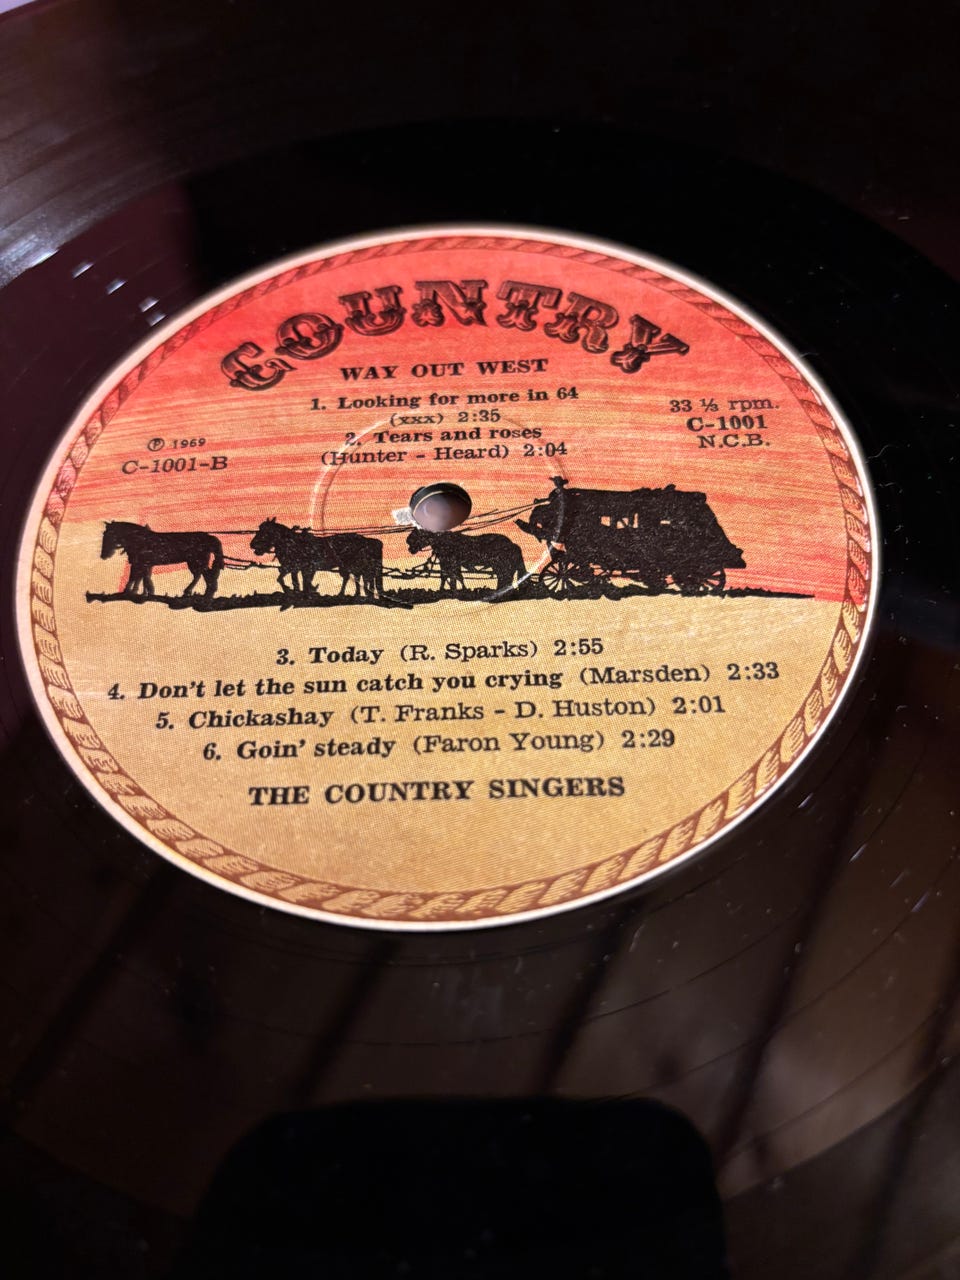 COUNTRY
WAY OUT WEST
1. Looking for more in 64
(xxx) 2:35
2. Tears and roses
(Hunter - Heard) 2:04
℗ 1969
C-1001-B
33 ⅓ rpm.
C-1001
N.C.B.
3. Today (R. Sparks) 2:55
4. Don't let the sun catch you crying (Marsden) 2:33
5. Chickashay (T. Franks - D. Huston) 2:01
6. Goin' steady (Faron Young) 2:29
THE COUNTRY SINGERS